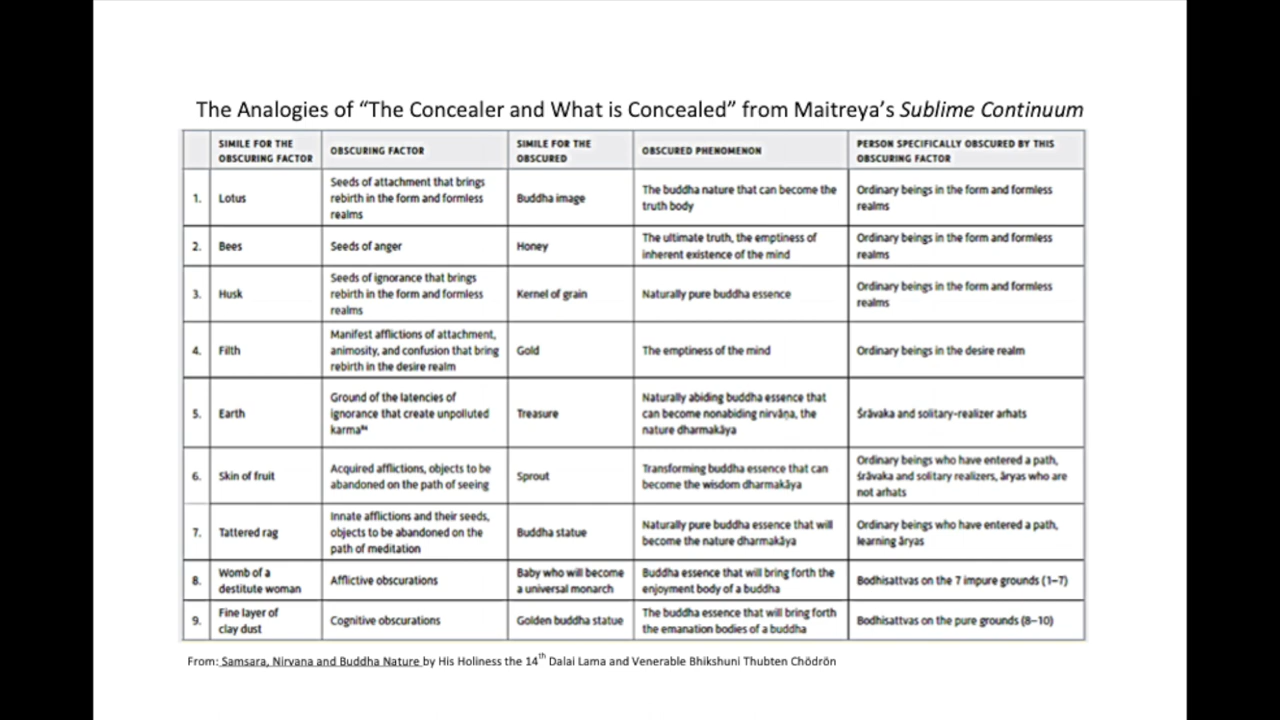 The Analogies of “The Concealer and What is Concealed” from Maitreya’s Sublime Continuum
SIMILE FOR THE
OBSCURING FACTOR
OBSCURING FACTOR
SIMILE FOR THE
OBSCURED
OBSCURED PHENOMENON
PERSON SPECIFICALLY OBSCURED BY THIS
OBSCURING FACTOR
1.
Lotus
Seeds of attachment that brings
rebirth in the form and formless
realms
Buddha image
The buddha nature that can become the
truth body
Ordinary beings in the form and formless
realms
2.
Bees
Seeds of anger
Honey
The ultimate truth, the emptiness of
inherent existence of the mind
Ordinary beings in the form and formless
realms
3.
Husk
Seeds of ignorance that brings
rebirth in the form and formless
realms
Kernel of grain
Naturally pure buddha essence
Ordinary beings in the form and formless
realms
4.
Filth
Manifest afflictions of attachment,
animosity, and confusion that bring
rebirth in the desire realm
Gold
The emptiness of the mind
Ordinary beings in the desire realm
5.
Earth
Ground of the latencies of
ignorance that create unpolluted
karma
Treasure
Naturally abiding buddha essence that
can become nonabiding nirvāṇa, the
nature dharmakāya
Śrāvaka and solitary-realizer arhats
6.
Skin of fruit
Acquired afflictions, objects to be
abandoned on the path of seeing
Sprout
Transforming buddha essence that can
become the wisdom dharmakāya
Ordinary beings who have entered a path,
śrāvaka and solitary realizers, āryas who are
not arhats
7.
Tattered rag
Innate afflictions and their seeds,
objects to be abandoned on the
path of meditation
Buddha statue
Naturally pure buddha essence that will
become the nature dharmakāya
Ordinary beings who have entered a path,
learning āryas
8.
Womb of a
destitute woman
Afflictive obscurations
Baby who will become
a universal monarch
Buddha essence that will bring forth the
enjoyment body of a buddha
Bodhisattvas on the 7 impure grounds (1–7)
9.
Fine layer of
clay dust
Cognitive obscurations
Golden buddha statue
The buddha essence that will bring forth
the emanation bodies of a buddha
Bodhisattvas on the pure grounds (8–10)
From: Samsara, Nirvana and Buddha Nature by His Holiness the 14th Dalai Lama and Venerable Bhikshuni Thubten Chödrön